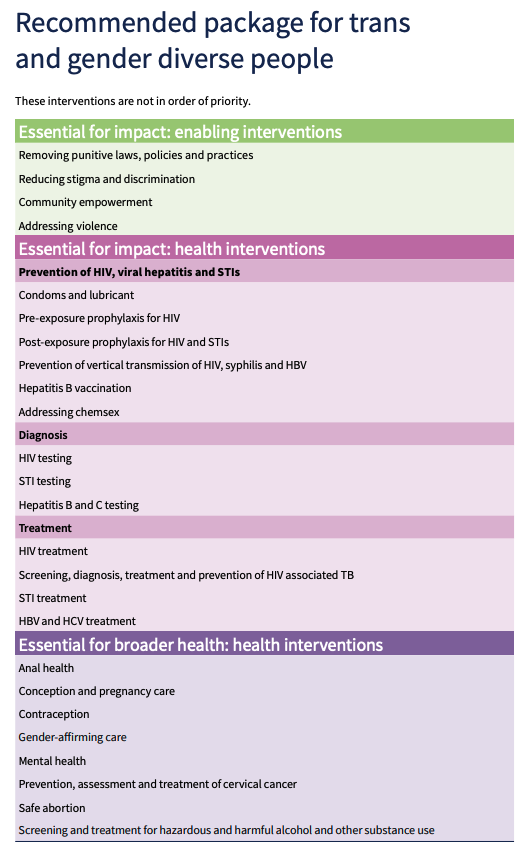 Recommended package for trans
and gender diverse people
These interventions are not in order of priority.
Essential for impact: enabling interventions
Removing punitive laws, policies and practices
Reducing stigma and discrimination
Community empowerment
Addressing violence
Essential for impact: health interventions
Prevention of HIV, viral hepatitis and STIs
Condoms and lubricant
Pre-exposure prophylaxis for HIV
Post-exposure prophylaxis for HIV and STIs
Prevention of vertical transmission of HIV, syphilis and HBV
Hepatitis B vaccination
Addressing chemsex
Diagnosis
HIV testing
STI testing
Hepatitis B and C testing
Treatment
HIV treatment
Screening, diagnosis, treatment and prevention of HIV associated TB
STI treatment
HBV and HCV treatment
Essential for broader health: health interventions
Anal health
Conception and pregnancy care
Contraception
Gender-affirming care
Mental health
Prevention, assessment and treatment of cervical cancer
Safe abortion
Screening and treatment for hazardous and harmful alcohol and other substance use